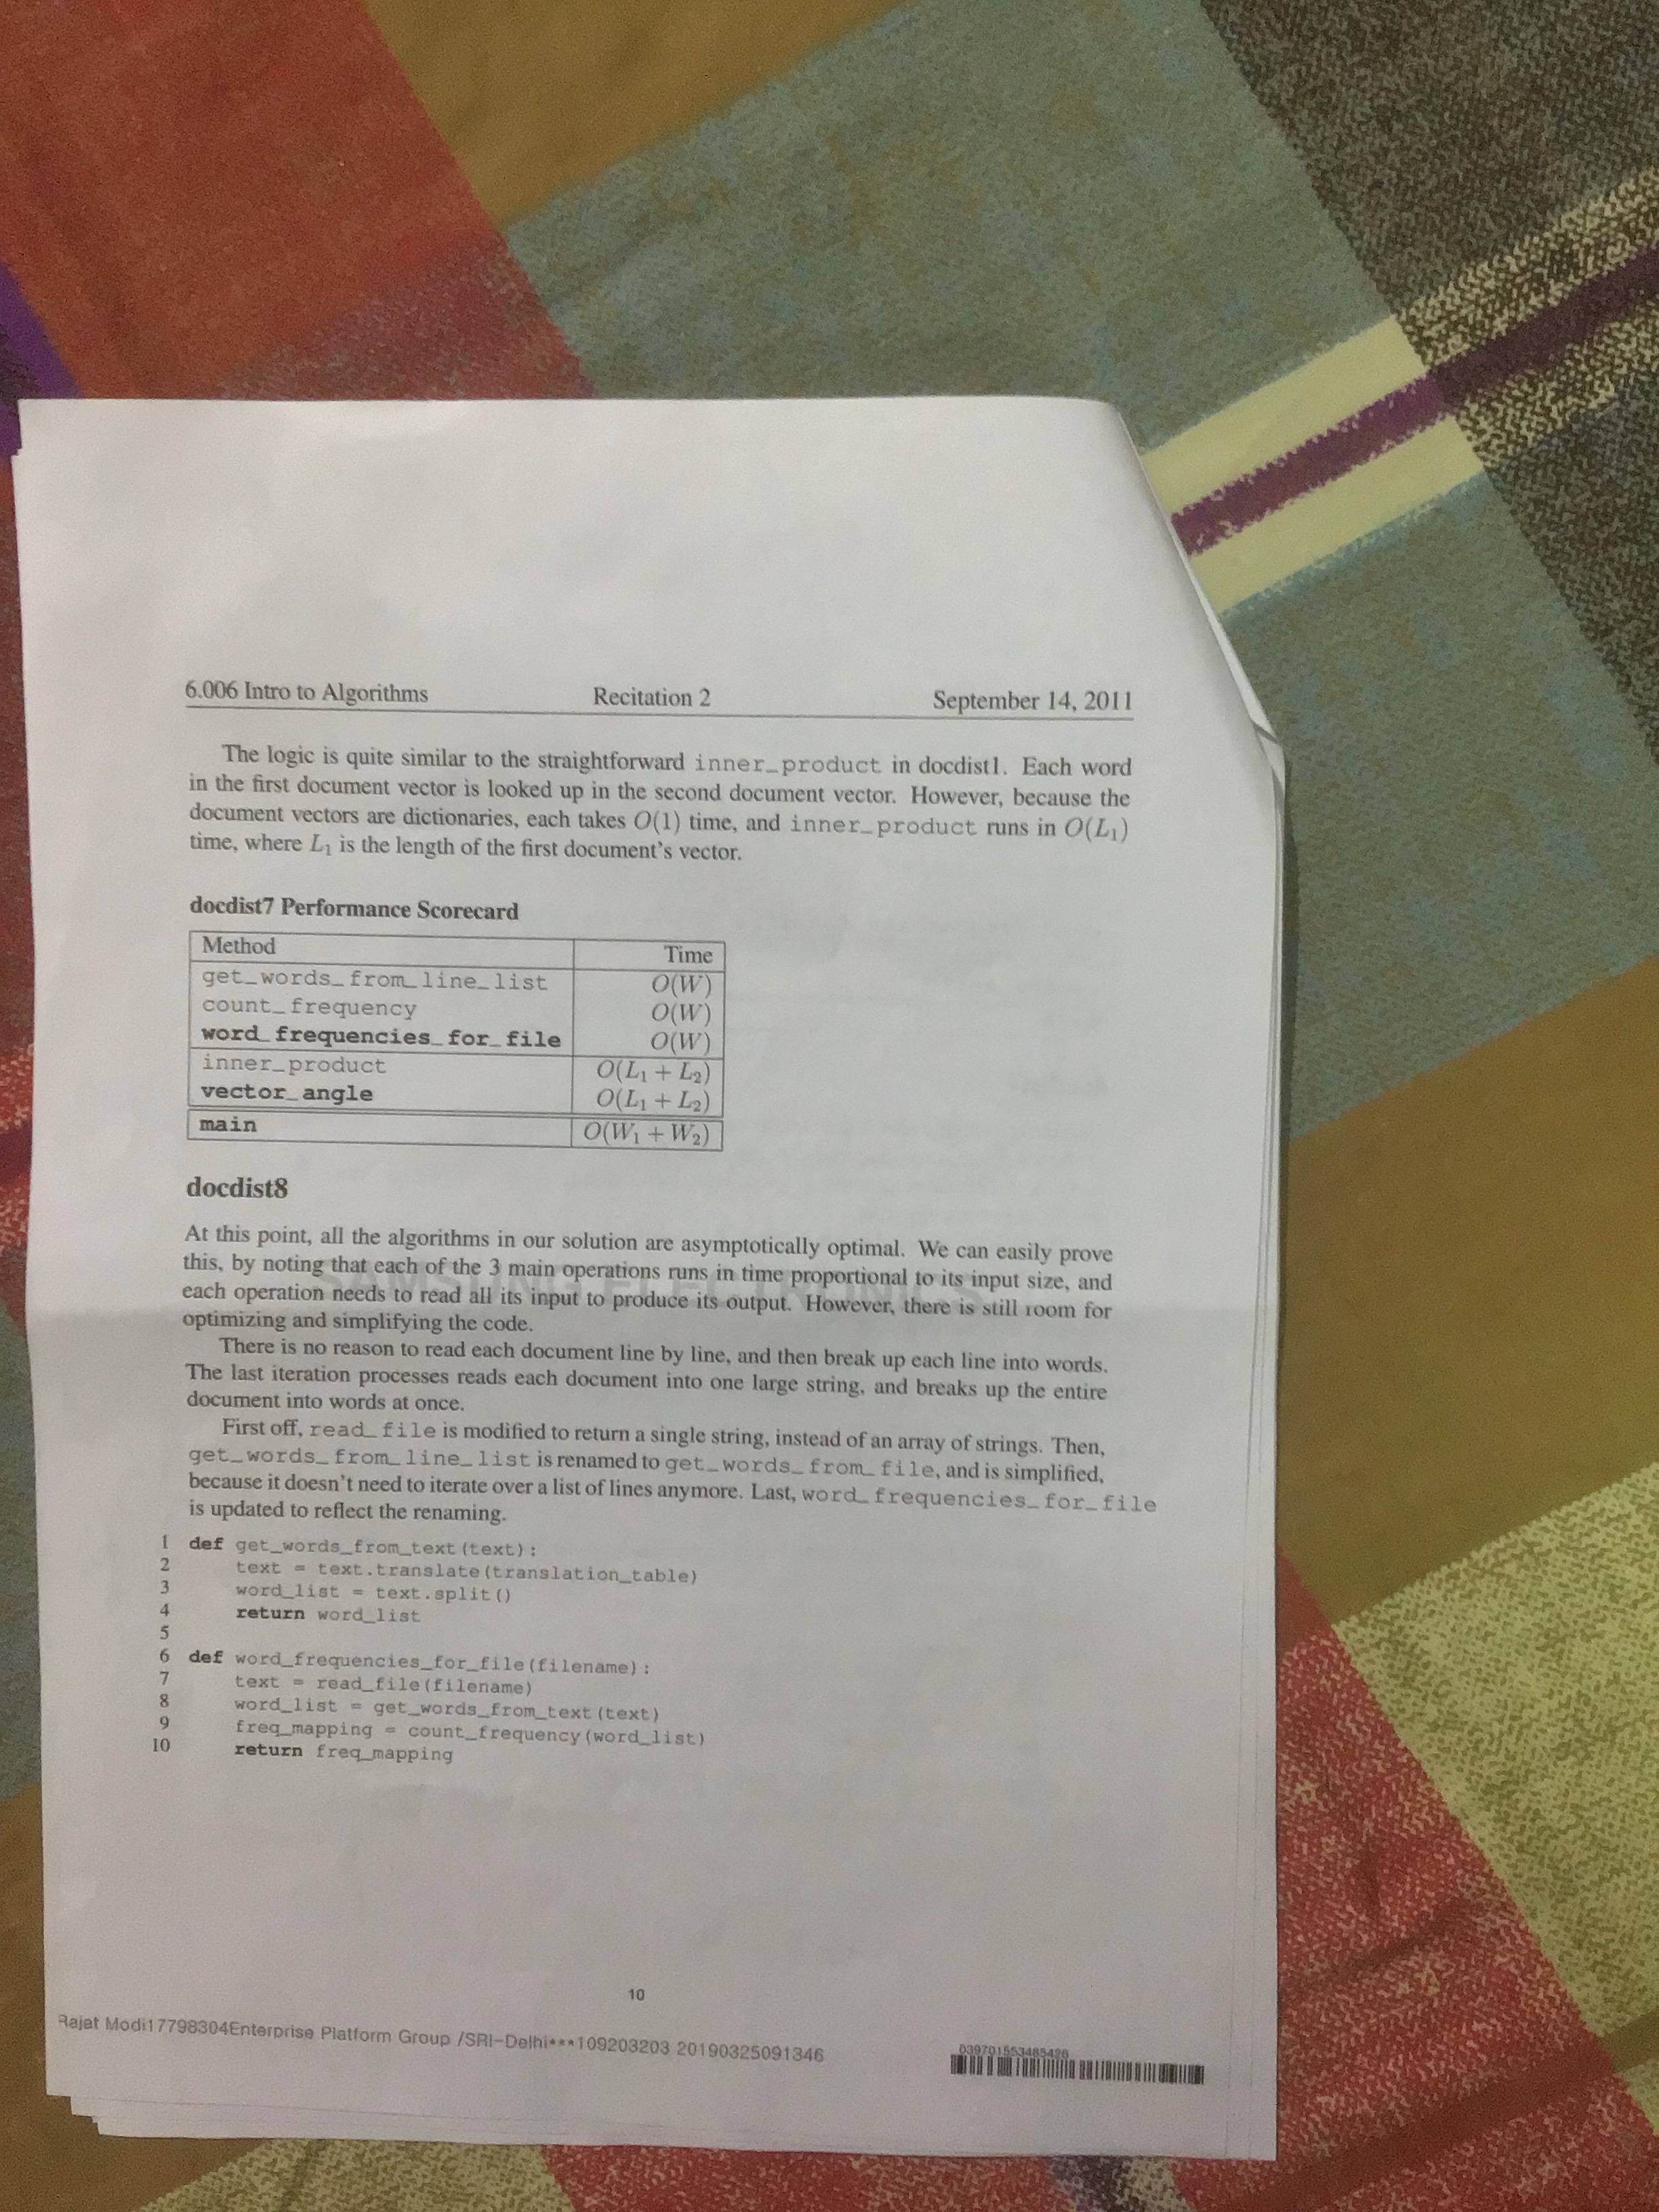 6.006 Intro to Algorithms Recitation 2 September 14, 2011
The logic is quite similar to the straightforward inner_product in docdist1. Each word
in the first document vector is looked up in the second document vector. However, because the
document vectors are dictionaries, each takes O(1) time, and inner_product runs in O(L₁)
time, where L₁ is the length of the first document's vector.
docdist7 Performance Scorecard
Method Time
get_words_from_line_list O(W)
count_frequency O(W)
word_frequencies_for_file O(W)
inner_product O(L₁ + L₂)
vector_angle O(L₁ + L₂)
main O(W₁ + W₂)
docdist8
At this point, all the algorithms in our solution are asymptotically optimal. We can easily prove
this, by noting that each of the 3 main operations runs in time proportional to its input size, and
SAMSUNG ELECTRONICS
each operation needs to read all its input to produce its output. However, there is still room for
optimizing and simplifying the code.
There is no reason to read each document line by line, and then break up each line into words.
The last iteration processes reads each document into one large string, and breaks up the entire
document into words at once.
First off, read_file is modified to return a single string, instead of an array of strings. Then,
get_words_from_line_list is renamed to get_words_from_file, and is simplified,
because it doesn't need to iterate over a list of lines anymore. Last, word_frequencies_for_file
is updated to reflect the renaming.
1 def get_words_from_text(text):
2 text = text.translate(translation_table)
3 word_list = text.split()
4 return word_list
5
6 def word_frequencies_for_file(filename):
7 text = read_file(filename)
8 word_list = get_words_from_text(text)
9 freq_mapping = count_frequency(word_list)
10 return freq_mapping
10
Rajat Modi17798304Enterprise Platform Group /SRI-Delhi***109203203 20190325091346
039701553485426